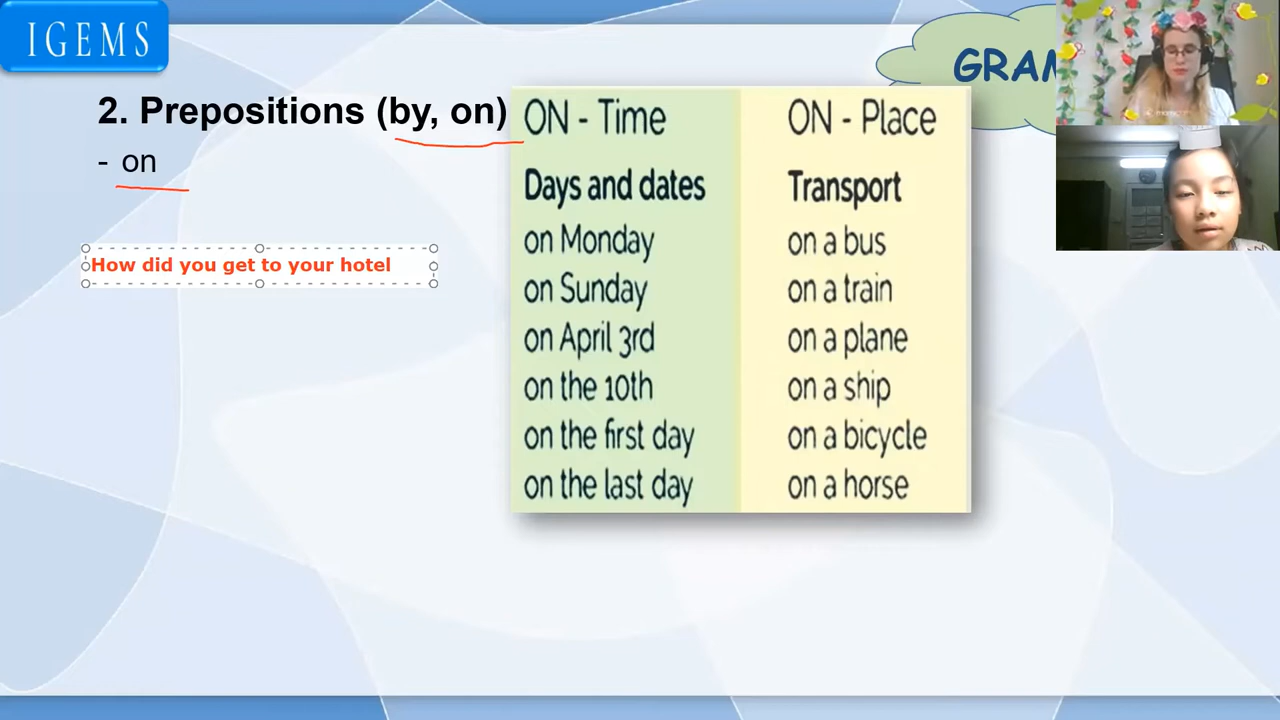 IGEMS
GRAM
2. Prepositions (by, on)
- on
How did you get to your hotel
ON - Time
Days and dates
on Monday
on Sunday
on April 3rd
on the 10th
on the first day
on the last day
ON - Place
Transport
on a bus
on a train
on a plane
on a ship
on a bicycle
on a horse